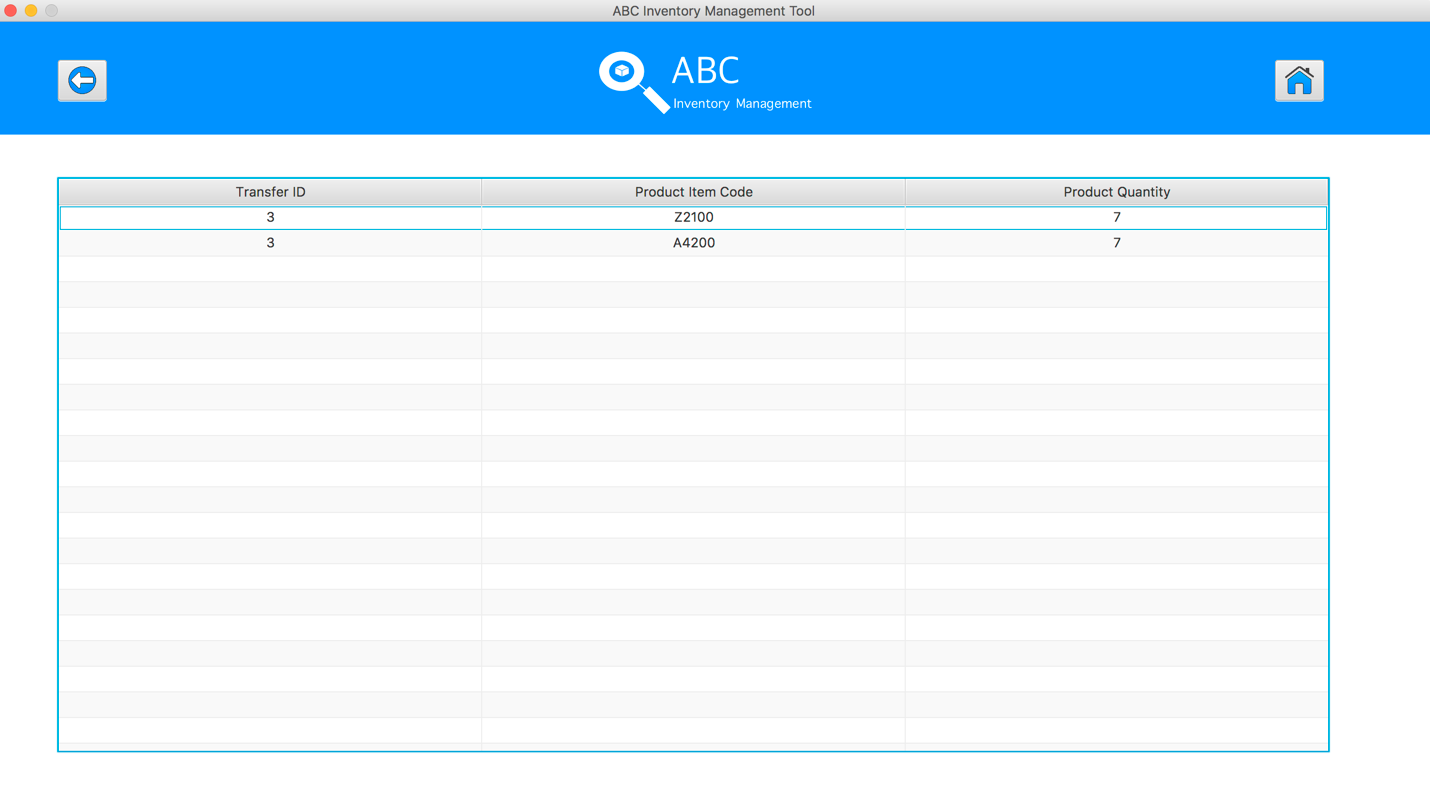 ABC Inventory Management Tool
ABC
Inventory Management
Transfer ID Product Item Code Product Quantity
3 Z2100 7
3 A4200 7